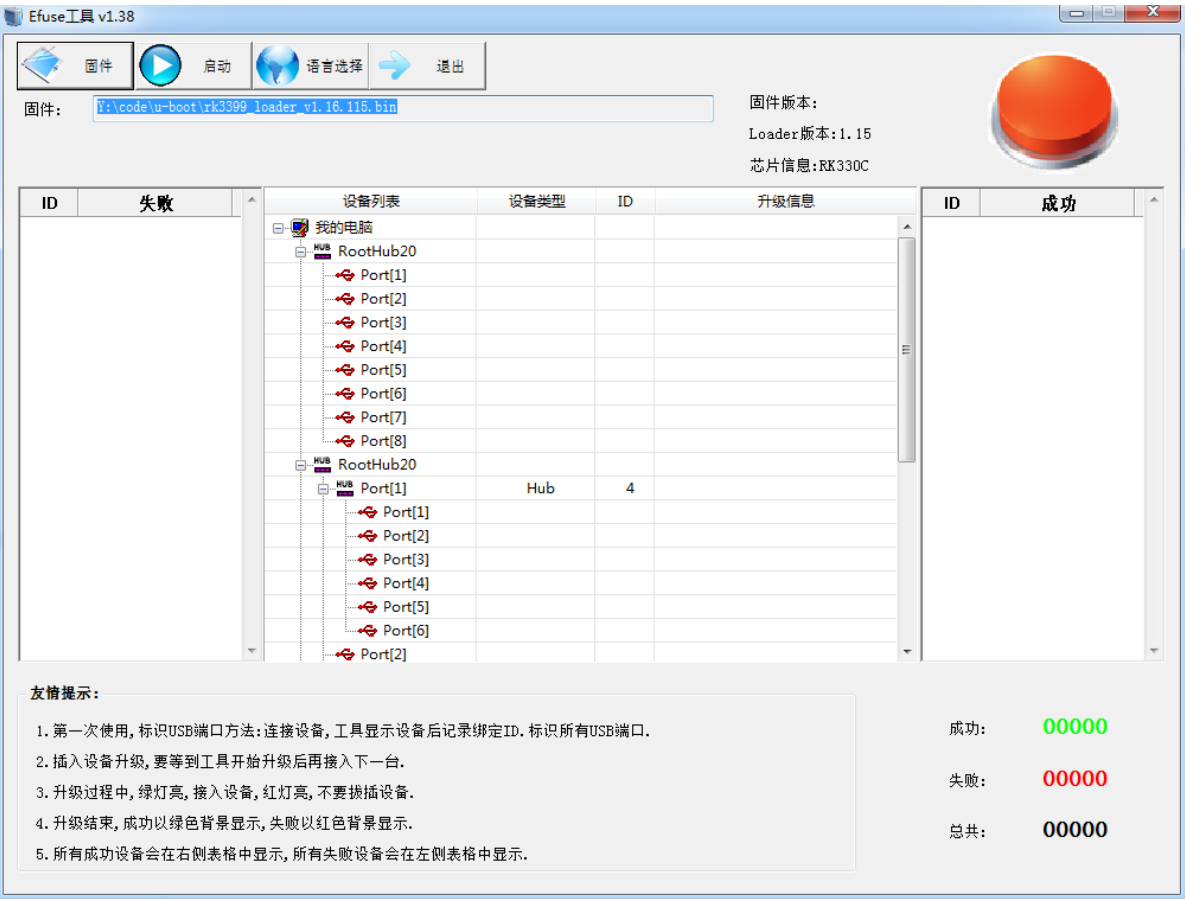 Efuse工具 v1.38
固件 启动 语言选择 退出
固件: Y:\code\u-boot\rk3399_loader_v1.16.115.bin
固件版本:
Loader版本:1.15
芯片信息:RK330C
ID 失败
设备列表 设备类型 ID 升级信息
我的电脑
HUB RootHub20
Port[1]
Port[2]
Port[3]
Port[4]
Port[5]
Port[6]
Port[7]
Port[8]
HUB RootHub20
HUB Port[1] Hub 4
Port[1]
Port[2]
Port[3]
Port[4]
Port[5]
Port[6]
Port[2]
ID 成功
友情提示:
1.第一次使用,标识USB端口方法:连接设备,工具显示设备后记录绑定ID.标识所有USB端口.
2.插入设备升级,要等到工具开始升级后再接入下一台.
3.升级过程中,绿灯亮,接入设备,红灯亮,不要拔插设备.
4.升级结束,成功以绿色背景显示,失败以红色背景显示.
5.所有成功设备会在右侧表格中显示,所有失败设备会在左侧表格中显示.
成功: 00000
失败: 00000
总共: 00000